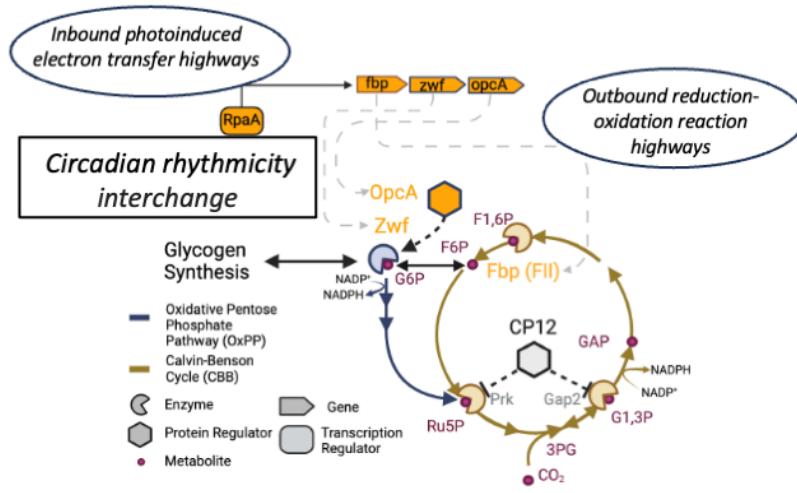 Inbound photoinduced
electron transfer highways
fbp
zwf
opcA
RpaA
Outbound reduction-
oxidation reaction
highways
Circadian rhythmicity
interchange
OpcA
Zwf
F1,6P
F6P
Fbp (FII)
Glycogen
Synthesis
G6P
NADP+
NADPH
CP12
GAP
NADPH
NADP+
Prk
Gap2
G1,3P
Ru5P
3PG
CO₂
Oxidative Pentose
Phosphate
Pathway (OxPP)
Calvin-Benson
Cycle (CBB)
Enzyme
Gene
Protein Regulator
Transcription
Regulator
Metabolite